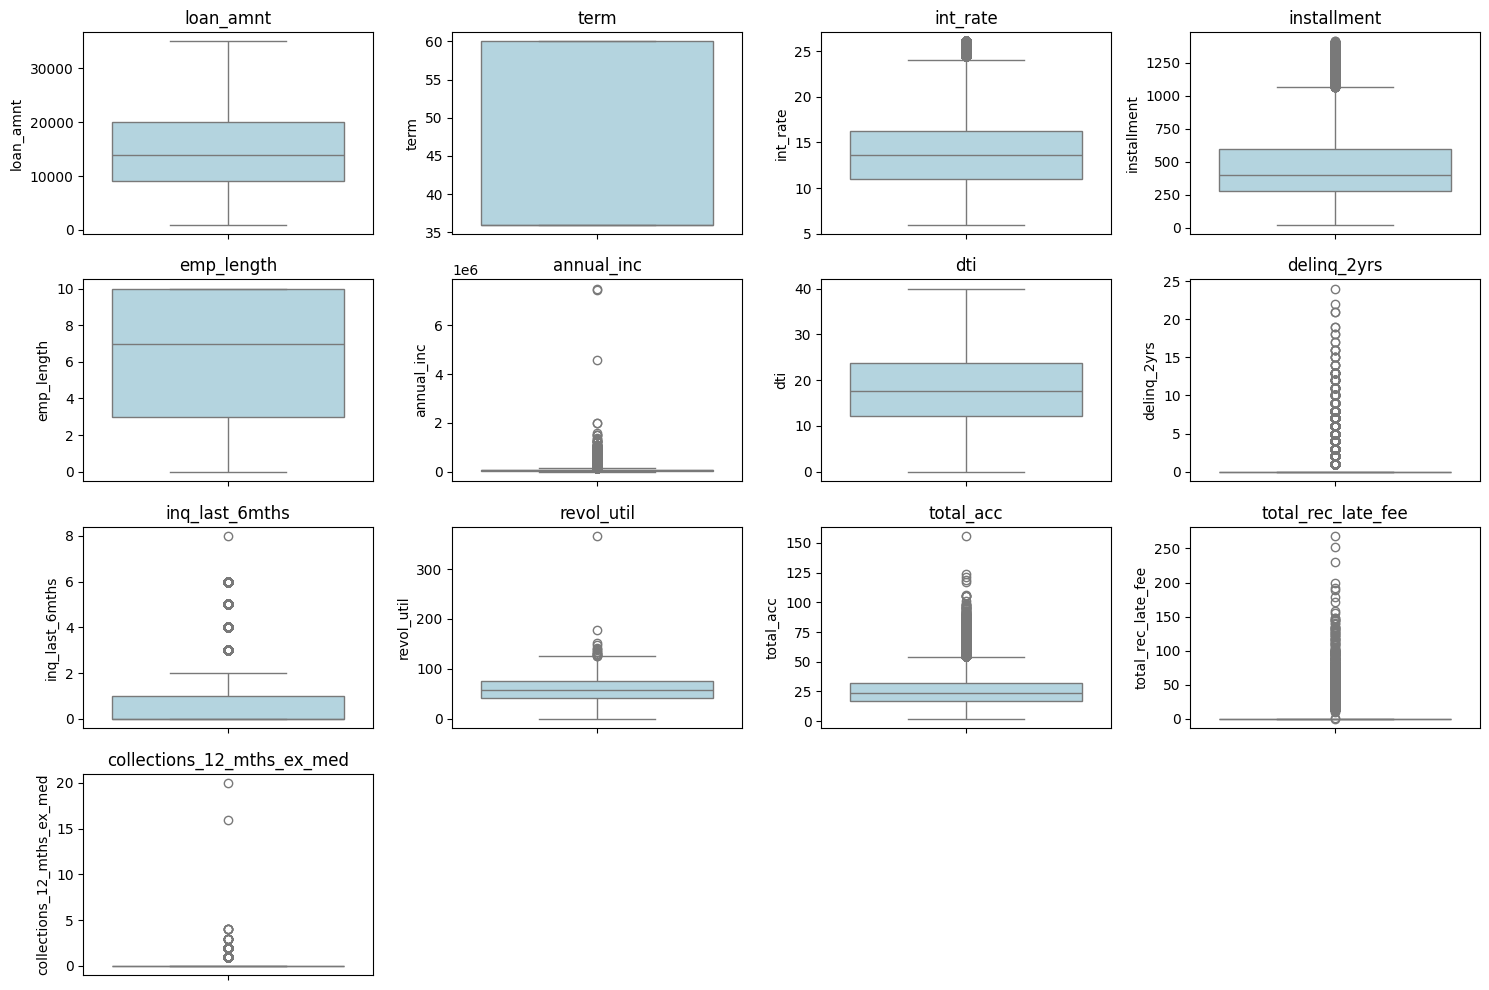 loan_amnt
30000
20000
10000
0
loan_amnt
term
60
55
50
45
40
35
term
int_rate
25
20
15
10
5
int_rate
installment
1250
1000
750
500
250
0
installment
emp_length
10
8
6
4
2
0
emp_length
annual_inc
1e6
6
4
2
0
annual_inc
dti
40
30
20
10
0
dti
delinq_2yrs
25
20
15
10
5
0
delinq_2yrs
inq_last_6mths
8
6
4
2
0
inq_last_6mths
revol_util
300
200
100
0
revol_util
total_acc
150
125
100
75
50
25
0
total_acc
total_rec_late_fee
250
200
150
100
50
0
total_rec_late_fee
collections_12_mths_ex_med
20
15
10
5
0
collections_12_mths_ex_med